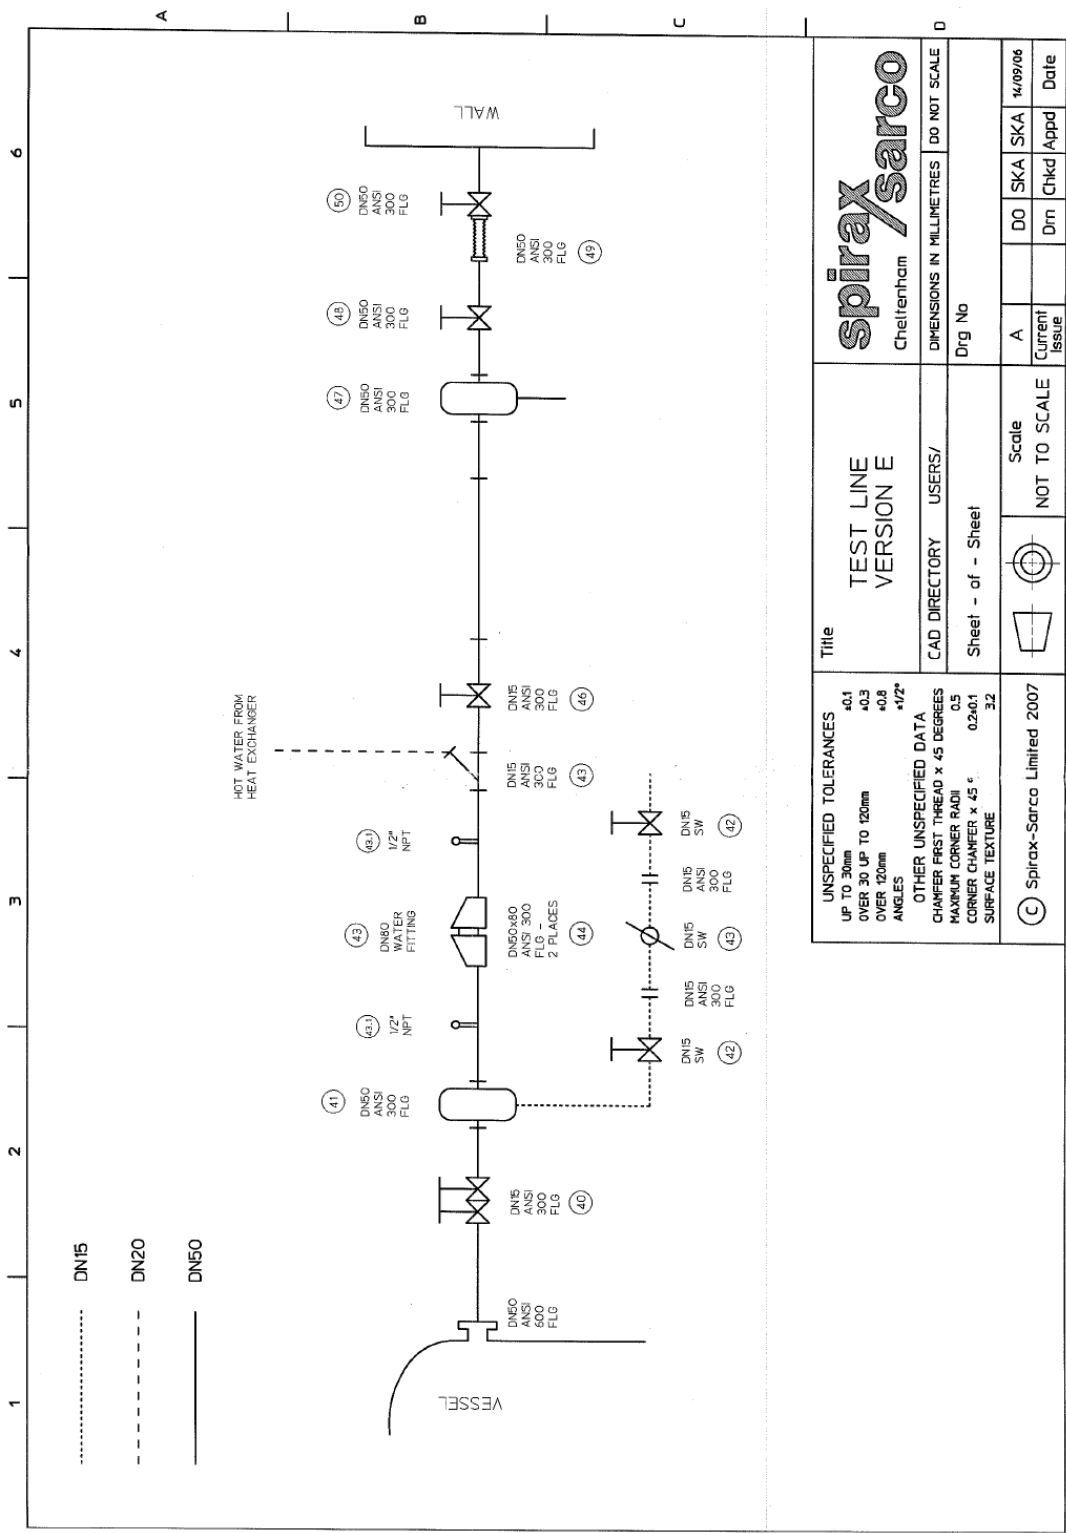 DN15
DN20
DN50
1
2
3
4
5
6
A
B
C
D
VESSEL
DN50
ANSI
600
FLG
DN15
ANSI
300
FLG
40
41
DN50
ANSI
300
FLG
43.1
1/2"
NPT
43
DN80
WATER
FITTING
DN50x80
ANSI 300
FLG -
2 PLACES
44
43.1
1/2"
NPT
HOT WATER FROM
HEAT EXCHANGER
DN15
ANSI
300
FLG
43
DN15
ANSI
300
FLG
46
47
DN50
ANSI
300
FLG
48
DN50
ANSI
300
FLG
DN50
ANSI
300
FLG
49
50
DN50
ANSI
300
FLG
WALL
DN15
SW
42
DN15
ANSI
300
FLG
DN15
SW
43
DN15
ANSI
300
FLG
DN15
SW
42
UNSPECIFIED TOLERANCES
UP TO 30mm ±0.1
OVER 30 UP TO 120mm ±0.3
OVER 120mm ±0.8
ANGLES ±1/2°
OTHER UNSPECIFIED DATA
CHAMFER FIRST THREAD x 45 DEGREES
MAXIMUM CORNER RADII 0.5
CORNER CHAMFER x 45° 0.2±0.1
SURFACE TEXTURE 3.2
C Spirax-Sarco Limited 2007
Title
TEST LINE
VERSION E
CAD DIRECTORY USERS/
Sheet - of - Sheet
Scale
NOT TO SCALE
spirax/sarco
Cheltenham
DIMENSIONS IN MILLIMETRES DO NOT SCALE
Drg No
A DO SKA SKA 14/09/06
Current Issue Drn Chkd Appd Date